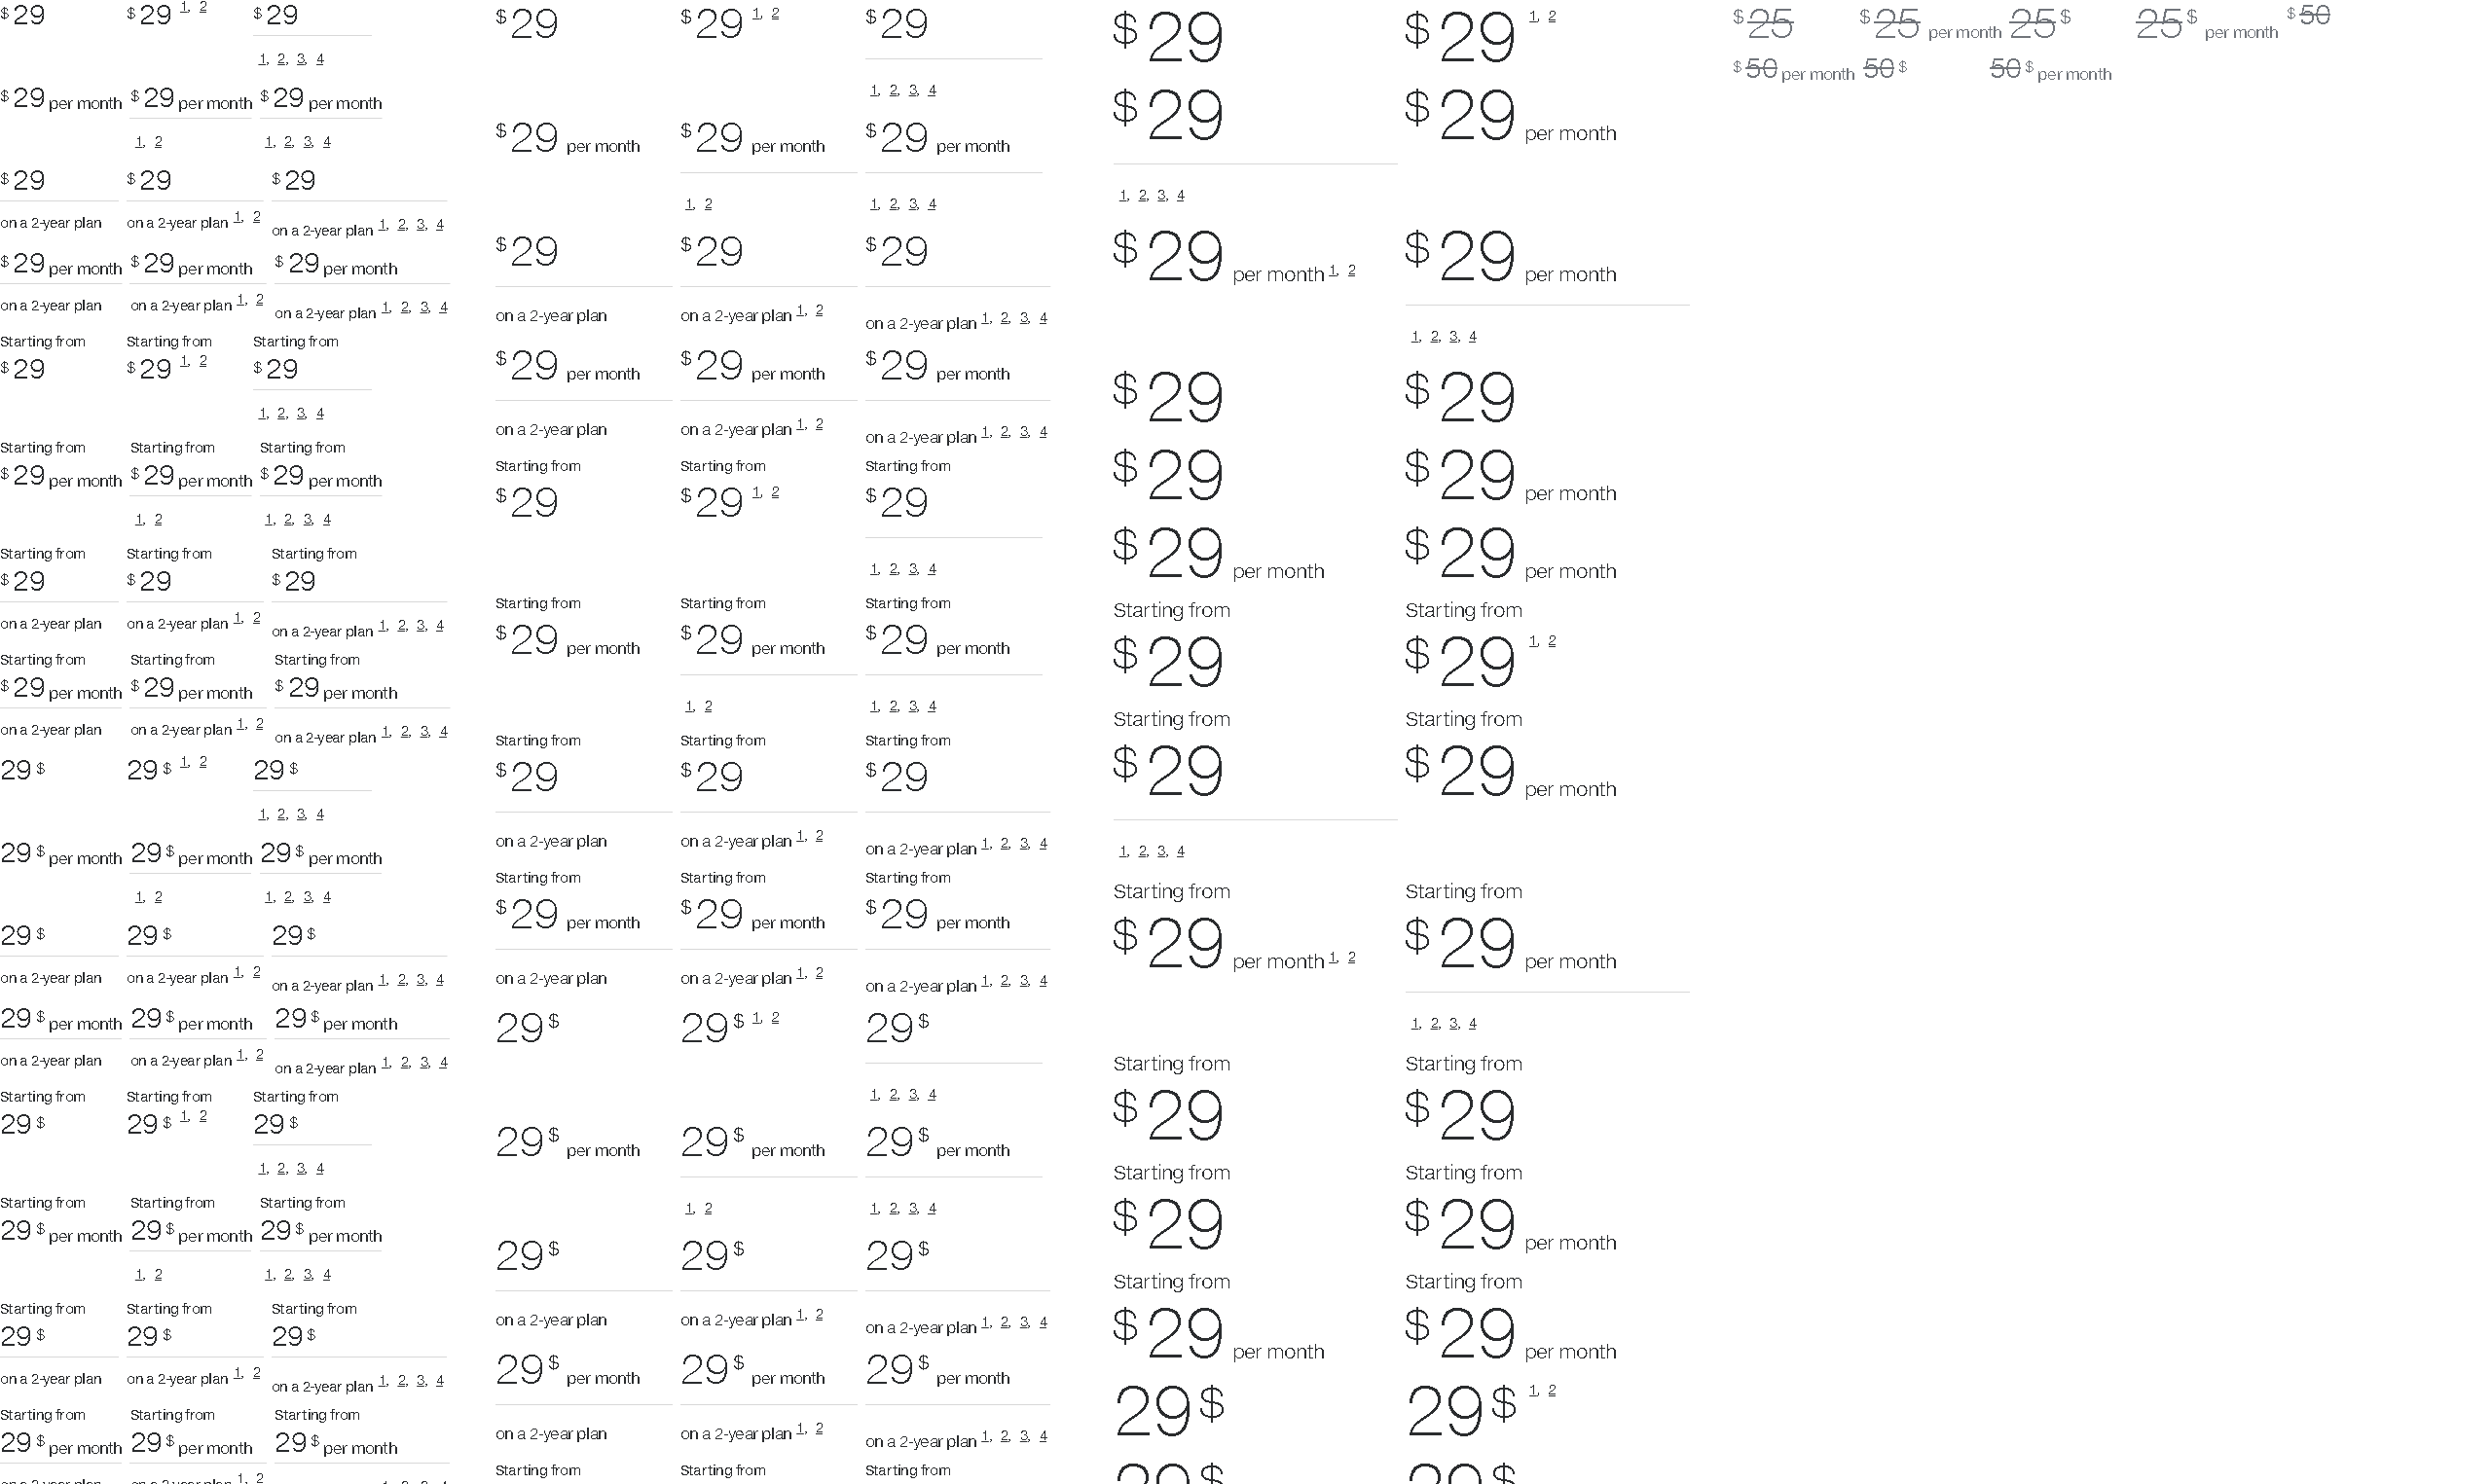 $29 $29 1, 2 $29
1, 2, 3, 4
$29 per month $29 per month $29 per month
1, 2 1, 2, 3, 4
$29 $29 $29
on a 2-year plan on a 2-year plan 1, 2 on a 2-year plan 1, 2, 3, 4
$29 per month $29 per month $29 per month
on a 2-year plan on a 2-year plan 1, 2 on a 2-year plan 1, 2, 3, 4
Starting from Starting from Starting from
$29 $29 1, 2 $29
1, 2, 3, 4
Starting from Starting from Starting from
$29 per month $29 per month $29 per month
1, 2 1, 2, 3, 4
Starting from Starting from Starting from
$29 $29 $29
on a 2-year plan on a 2-year plan 1, 2 on a 2-year plan 1, 2, 3, 4
Starting from Starting from Starting from
$29 per month $29 per month $29 per month
on a 2-year plan on a 2-year plan 1, 2 on a 2-year plan 1, 2, 3, 4
29$ 29$ 1, 2 29$
1, 2, 3, 4
29$ per month 29$ per month 29$ per month
1, 2 1, 2, 3, 4
29$ 29$ 29$
on a 2-year plan on a 2-year plan 1, 2 on a 2-year plan 1, 2, 3, 4
29$ per month 29$ per month 29$ per month
on a 2-year plan on a 2-year plan 1, 2 on a 2-year plan 1, 2, 3, 4
Starting from Starting from Starting from
29$ 29$ 1, 2 29$
1, 2, 3, 4
Starting from Starting from Starting from
29$ per month 29$ per month 29$ per month
1, 2 1, 2, 3, 4
Starting from Starting from Starting from
29$ 29$ 29$
on a 2-year plan on a 2-year plan 1, 2 on a 2-year plan 1, 2, 3, 4
Starting from Starting from Starting from
29$ per month 29$ per month 29$ per month
on a 2-year plan on a 2-year plan 1, 2 on a 2-year plan 1, 2, 3, 4
$29 $29 1, 2 $29
1, 2, 3, 4
$29 per month $29 per month $29 per month
1, 2 1, 2, 3, 4
$29 $29 $29
on a 2-year plan on a 2-year plan 1, 2 on a 2-year plan 1, 2, 3, 4
$29 per month $29 per month $29 per month
on a 2-year plan on a 2-year plan 1, 2 on a 2-year plan 1, 2, 3, 4
Starting from Starting from Starting from
$29 $29 1, 2 $29
1, 2, 3, 4
Starting from Starting from Starting from
$29 per month $29 per month $29 per month
1, 2 1, 2, 3, 4
Starting from Starting from Starting from
$29 $29 $29
on a 2-year plan on a 2-year plan 1, 2 on a 2-year plan 1, 2, 3, 4
Starting from Starting from Starting from
$29 per month $29 per month $29 per month
on a 2-year plan on a 2-year plan 1, 2 on a 2-year plan 1, 2, 3, 4
29$ 29$ 1, 2 29$
1, 2, 3, 4
29$ per month 29$ per month 29$ per month
1, 2 1, 2, 3, 4
29$ 29$ 29$
on a 2-year plan on a 2-year plan 1, 2 on a 2-year plan 1, 2, 3, 4
29$ per month 29$ per month 29$ per month
on a 2-year plan on a 2-year plan 1, 2 on a 2-year plan 1, 2, 3, 4
Starting from Starting from Starting from
$29 $29 1, 2
$29 $29 per month
1, 2, 3, 4
$29 per month 1, 2 $29 per month
1, 2, 3, 4
$29 $29
$29 $29 per month
$29 per month $29 per month
Starting from Starting from
$29 $29 1, 2
Starting from Starting from
$29 $29 per month
1, 2, 3, 4
Starting from Starting from
$29 per month 1, 2 $29 per month
1, 2, 3, 4
Starting from Starting from
$29 $29
Starting from Starting from
$29 $29 per month
Starting from Starting from
$29 per month $29 per month
29$ 29$ 1, 2
29$ 29$
$25 $25 per month 25$ 25$ per month $50
$50 per month 50$ 50$ per month